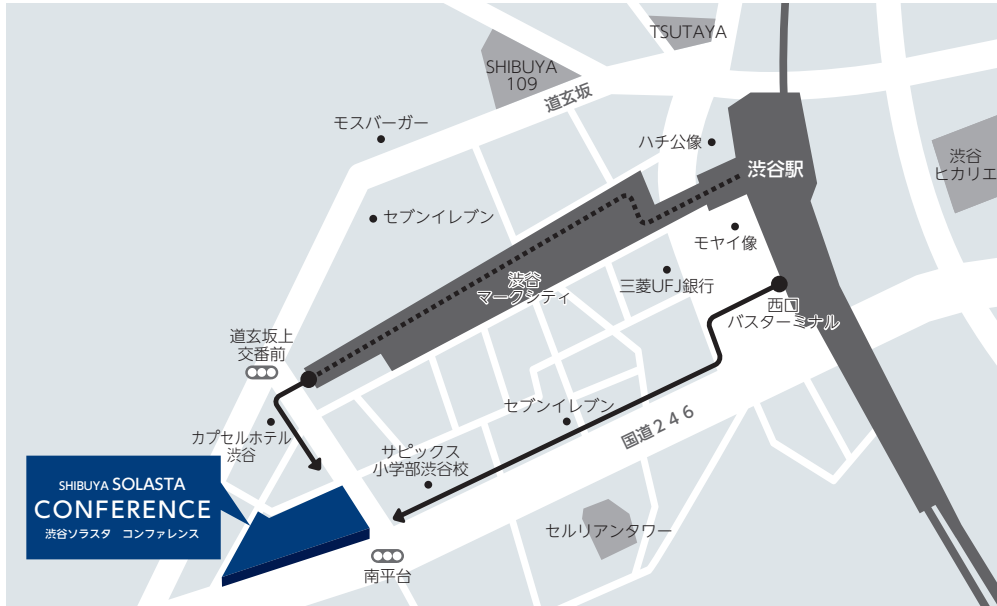 TSUTAYA
SHIBUYA
109
道玄坂
モスバーガー
ハチ公像
渋谷駅
渋谷
ヒカリエ
セブンイレブン
モヤイ像
渋谷
マークシティ
三菱UFJ銀行
西口
バスターミナル
道玄坂上
交番前
カプセルホテル
渋谷
セブンイレブン
国道246
サピックス
小学部渋谷校
SHIBUYA SOLASTA
CONFERENCE
渋谷ソラスタ コンファレンス
セルリアンタワー
南平台